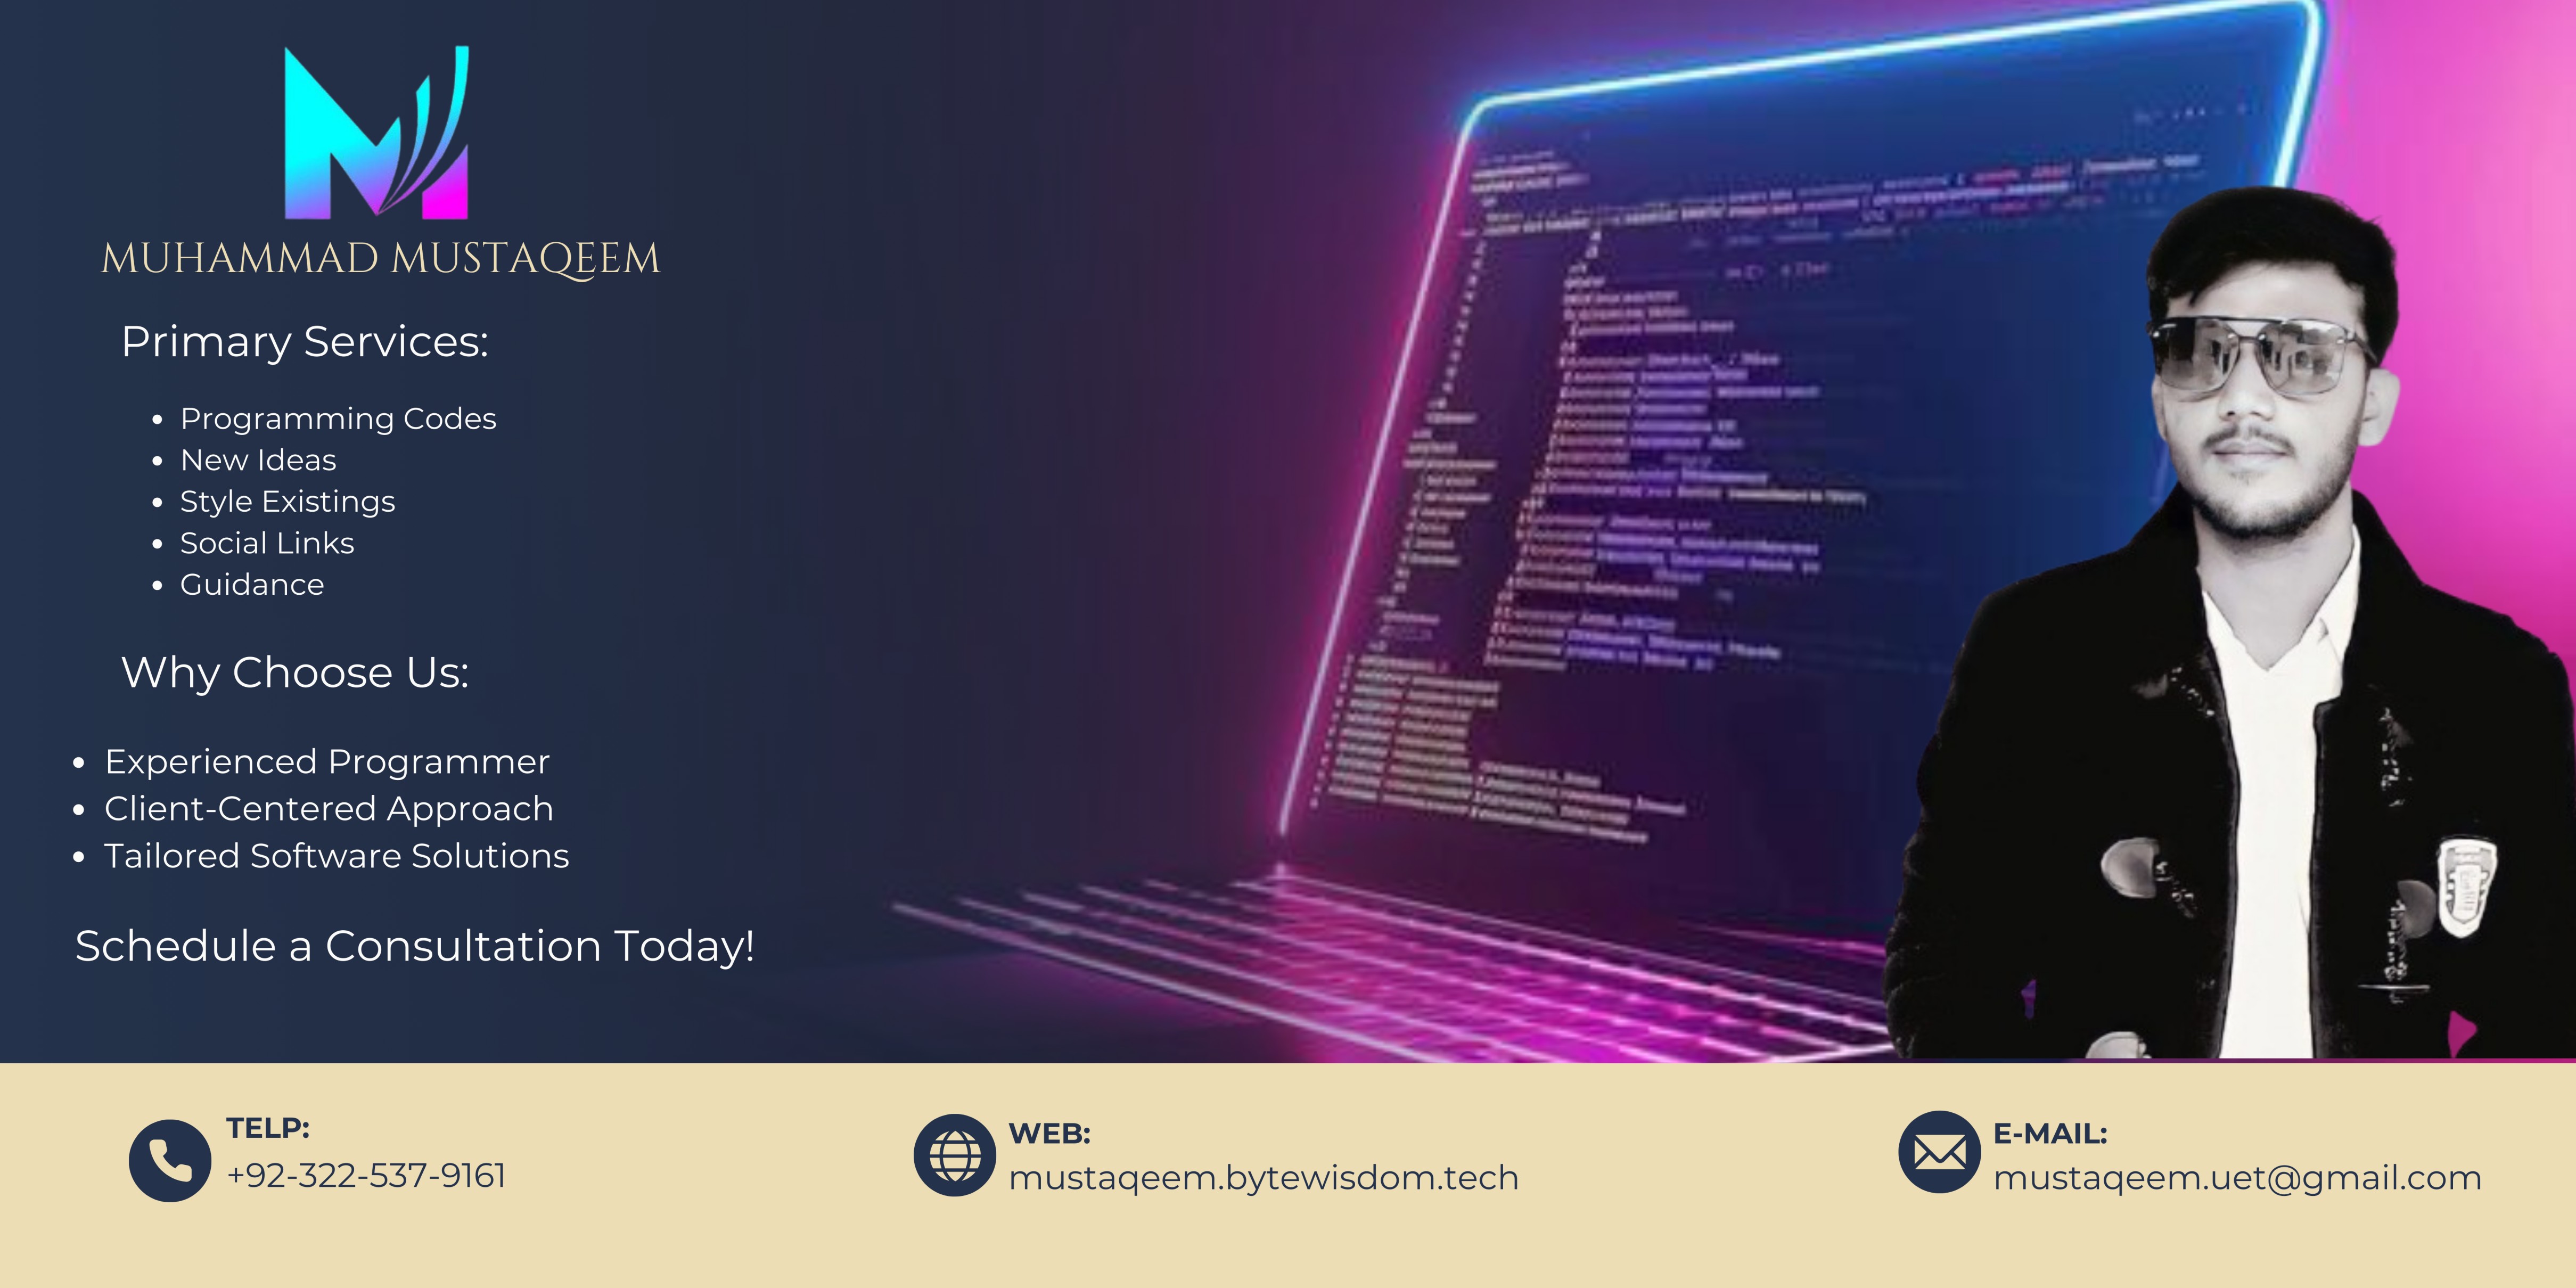 MUHAMMAD MUSTAQEEM
Primary Services:
• Programming Codes
• New Ideas
• Style Existings
• Social Links
• Guidance
Why Choose Us:
• Experienced Programmer
• Client-Centered Approach
• Tailored Software Solutions
Schedule a Consultation Today!
TELP:
+92-322-537-9161
WEB:
mustaqeem.bytewisdom.tech
E-MAIL:
mustaqeem.uet@gmail.com